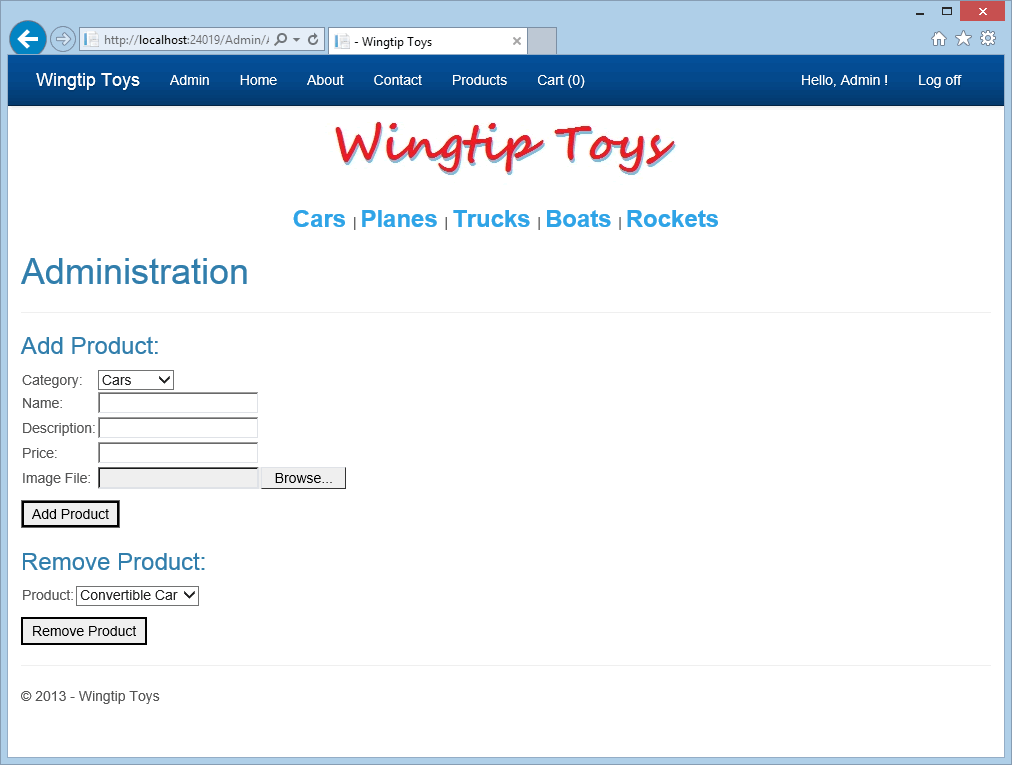 http://localhost:24019/Admin/A
- Wingtip Toys
Wingtip Toys Admin Home About Contact Products Cart (0) Hello, Admin ! Log off
Wingtip Toys
Cars | Planes | Trucks | Boats | Rockets
Administration
Add Product:
Category: Cars
Name:
Description:
Price:
Image File: Browse...
Add Product
Remove Product:
Product: Convertible Car
Remove Product
© 2013 - Wingtip Toys